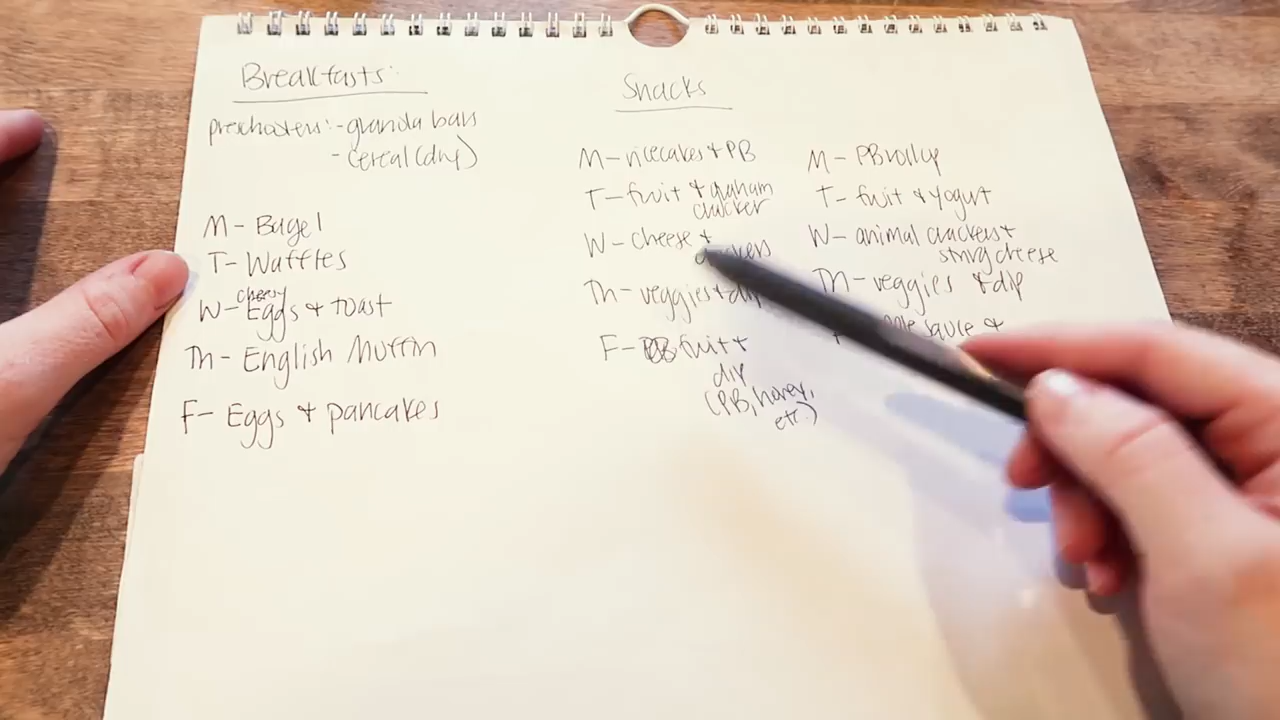 Breakfasts:
preschoolers: - granola bars
- cereal (dry)
M - Bagel
T - Waffles
cheesy
W - Eggs & toast
Th - English Muffin
F - Eggs & pancakes
Snacks
M - ricecakes + PB
T - fruit & graham
cracker
W - cheese +
Th - veggies + dip
F - fruit +
dip
(PB, honey,
etc.)
M - PB rollup
T - fruit & yogurt
W - animal crackers +
string cheese
Th - veggies & dip
sauce &